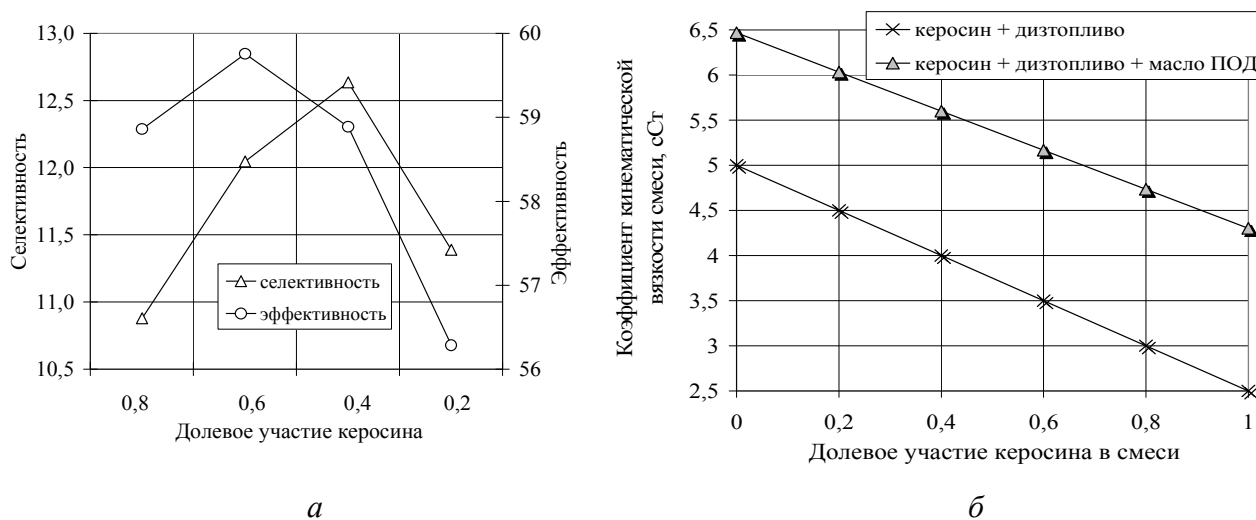 13,0
12,5
12,0
11,5
11,0
10,5
Селективность
60
59
58
57
56
Эффективность
селективность
эффективность
0,8 0,6 0,4 0,2
Долевое участие керосина
а
6,5
6
5,5
5
4,5
4
3,5
3
2,5
Коэффициент кинематической
вязкости смеси, сСт
керосин + дизтопливо
керосин + дизтопливо + масло ПОД
0 0,2 0,4 0,6 0,8 1
Долевое участие керосина в смеси
б